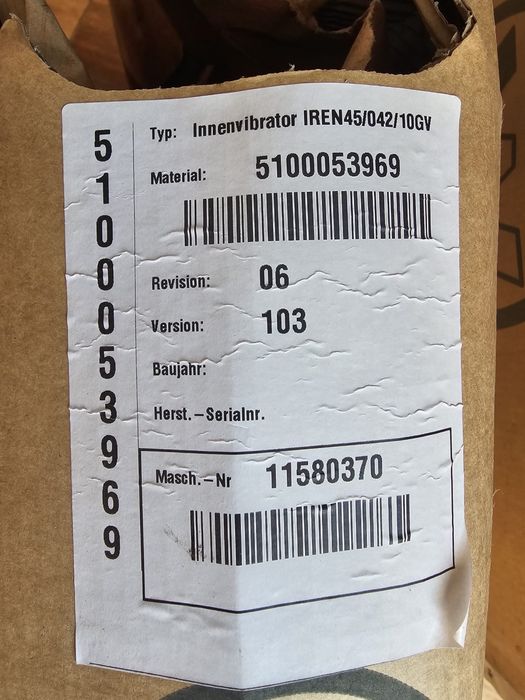 5100053969
Typ: Innenvibrator IREN45/042/10GV
Material: 5100053969
Revision: 06
Version: 103
Baujahr:
Herst.-Serialnr.
Masch.-Nr 11580370